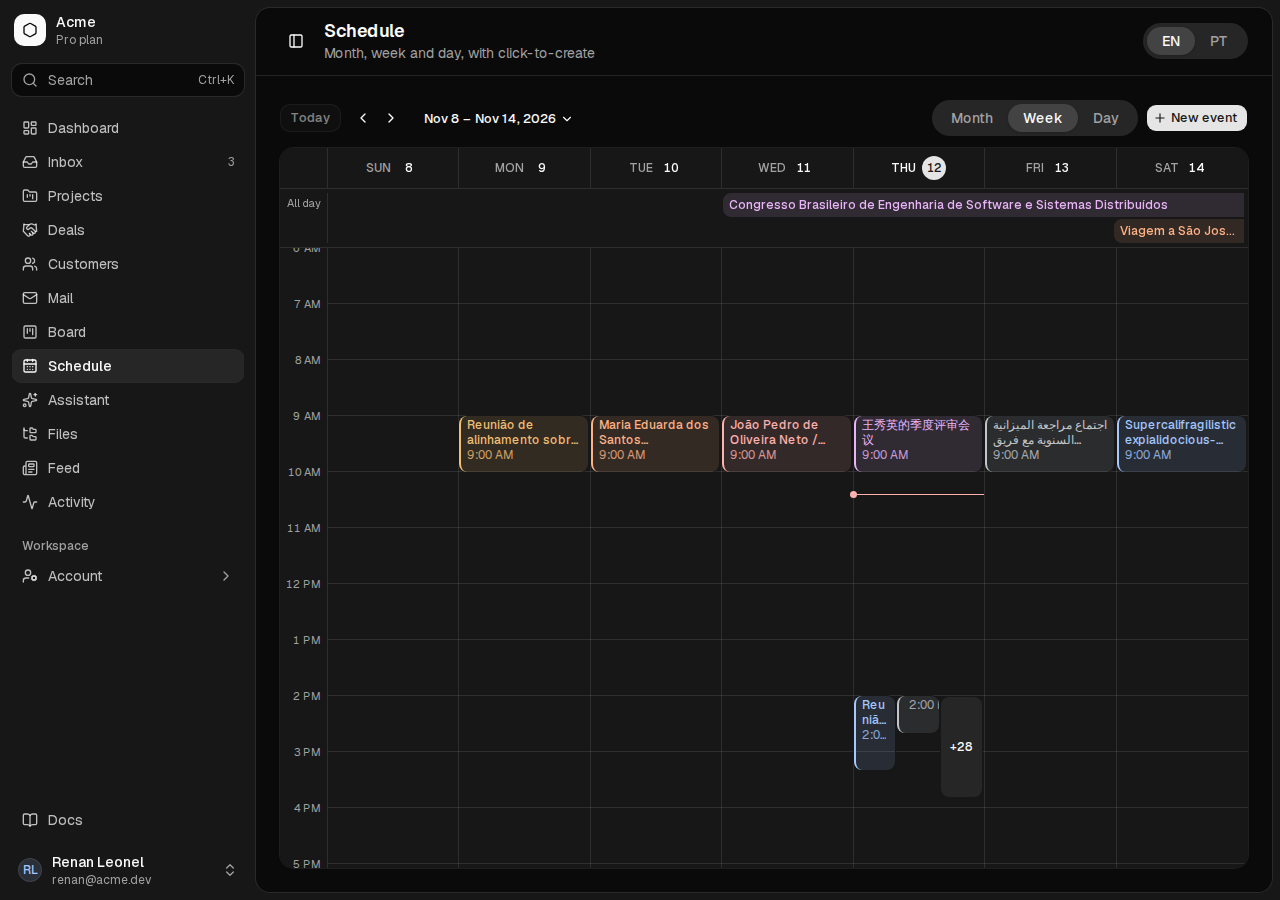 Acme
Pro plan
Search
Ctrl+K
Dashboard
Inbox
3
Projects
Deals
Customers
Mail
Board
Schedule
Assistant
Files
Feed
Activity
Workspace
Account
Docs
RL
Renan Leonel
renan@acme.dev
Schedule
Month, week and day, with click-to-create
EN
PT
Today
Nov 8 – Nov 14, 2026
Month
Week
Day
New event
SUN 8
MON 9
TUE 10
WED 11
THU 12
FRI 13
SAT 14
All day
Congresso Brasileiro de Engenharia de Software e Sistemas Distribuídos
Viagem a São Jos...
6 AM
7 AM
8 AM
9 AM
10 AM
11 AM
12 PM
1 PM
2 PM
3 PM
4 PM
5 PM
Reunião de
alinhamento sobr...
9:00 AM
Maria Eduarda dos
Santos...
9:00 AM
João Pedro de
Oliveira Neto /...
9:00 AM
王秀英的季度评审会
议
9:00 AM
اجتماع مراجعة الميزانية
السنوية مع فريق...
9:00 AM
Supercalifragilistic
expialidocious-...
9:00 AM
Reu
niã...
2:0...
2:00
+28